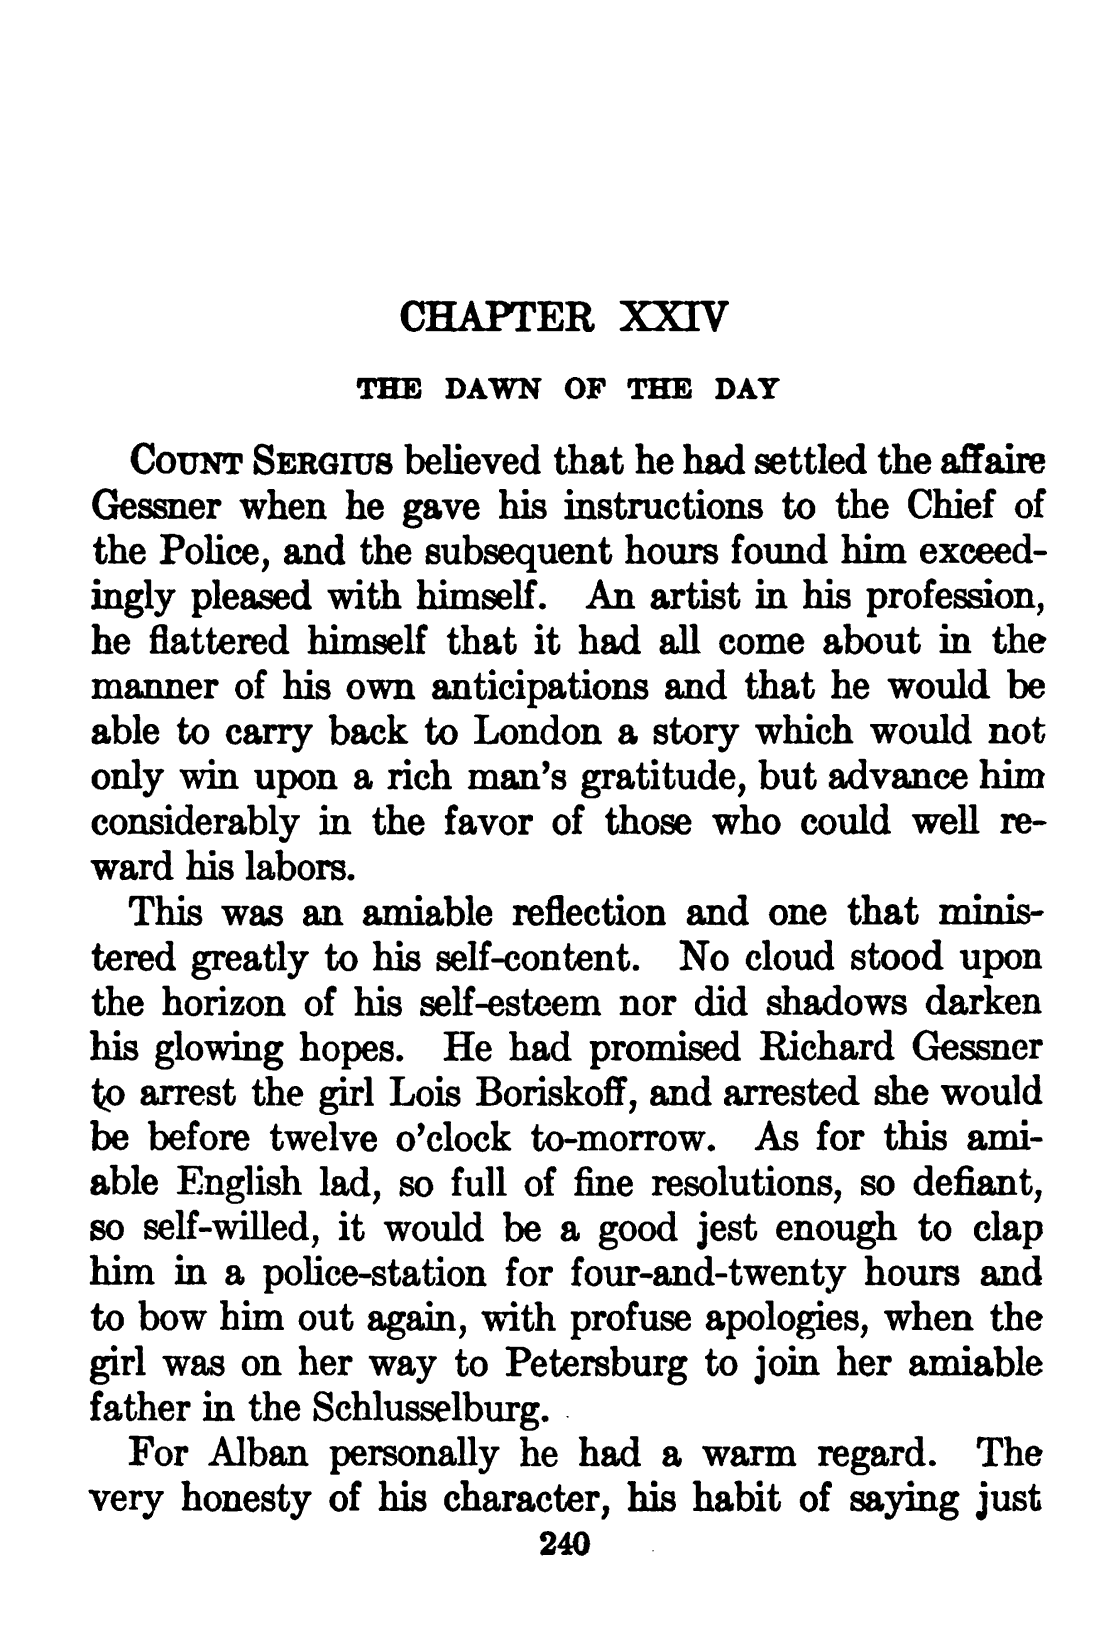 CHAPTER XXIV
THE DAWN OF THE DAY
COUNT SERGIUS believed that he had settled the affaire
Gessner when he gave his instructions to the Chief of
the Police, and the subsequent hours found him exceed-
ingly pleased with himself. An artist in his profession,
he flattered himself that it had all come about in the
manner of his own anticipations and that he would be
able to carry back to London a story which would not
only win upon a rich man's gratitude, but advance him
considerably in the favor of those who could well re-
ward his labors.
This was an amiable reflection and one that minis-
tered greatly to his self-content. No cloud stood upon
the horizon of his self-esteem nor did shadows darken
his glowing hopes. He had promised Richard Gessner
to arrest the girl Lois Boriskoff, and arrested she would
be before twelve o'clock to-morrow. As for this ami-
able English lad, so full of fine resolutions, so defiant,
so self-willed, it would be a good jest enough to clap
him in a police-station for four-and-twenty hours and
to bow him out again, with profuse apologies, when the
girl was on her way to Petersburg to join her amiable
father in the Schlusselburg.
For Alban personally he had a warm regard. The
very honesty of his character, his habit of saying just
240